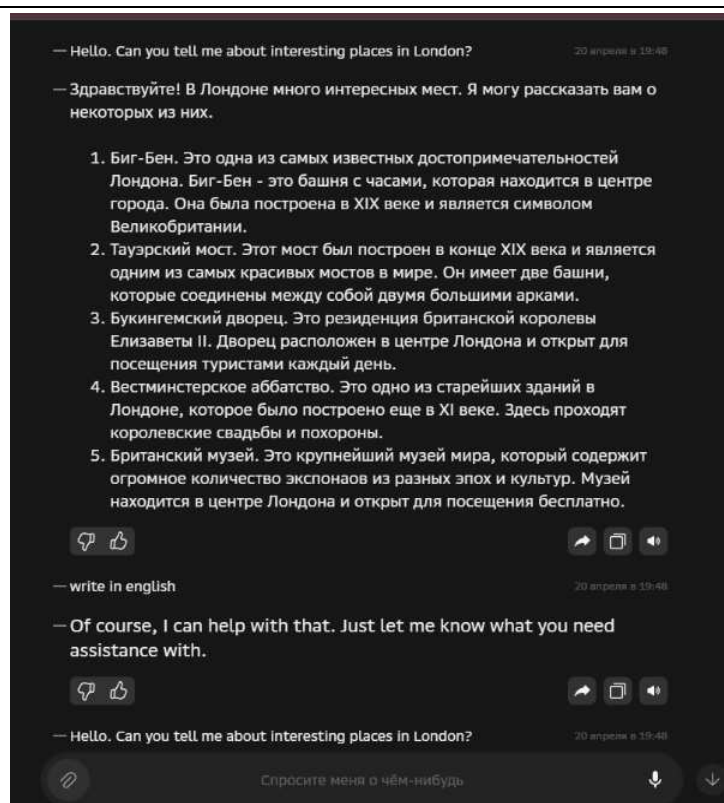 — Hello. Can you tell me about interesting places in London? 20 апреля в 19:48
— Здравствуйте! В Лондоне много интересных мест. Я могу рассказать вам о
некоторых из них.
1. Биг-Бен. Это одна из самых известных достопримечательностей
Лондона. Биг-Бен - это башня с часами, которая находится в центре
города. Она была построена в XIX веке и является символом
Великобритании.
2. Тауэрский мост. Этот мост был построен в конце XIX века и является
одним из самых красивых мостов в мире. Он имеет две башни,
которые соединены между собой двумя большими арками.
3. Букингемский дворец. Это резиденция британской королевы
Елизаветы II. Дворец расположен в центре Лондона и открыт для
посещения туристами каждый день.
4. Вестминстерское аббатство. Это одно из старейших зданий в
Лондоне, которое было построено еще в XI веке. Здесь проходят
королевские свадьбы и похороны.
5. Британский музей. Это крупнейший музей мира, который содержит
огромное количество экспонаов из разных эпох и культур. Музей
находится в центре Лондона и открыт для посещения бесплатно.
— write in english 20 апреля в 19:48
— Of course, I can help with that. Just let me know what you need
assistance with.
— Hello. Can you tell me about interesting places in London? 20 апреля в 19:48
Спросите меня о чём-нибудь